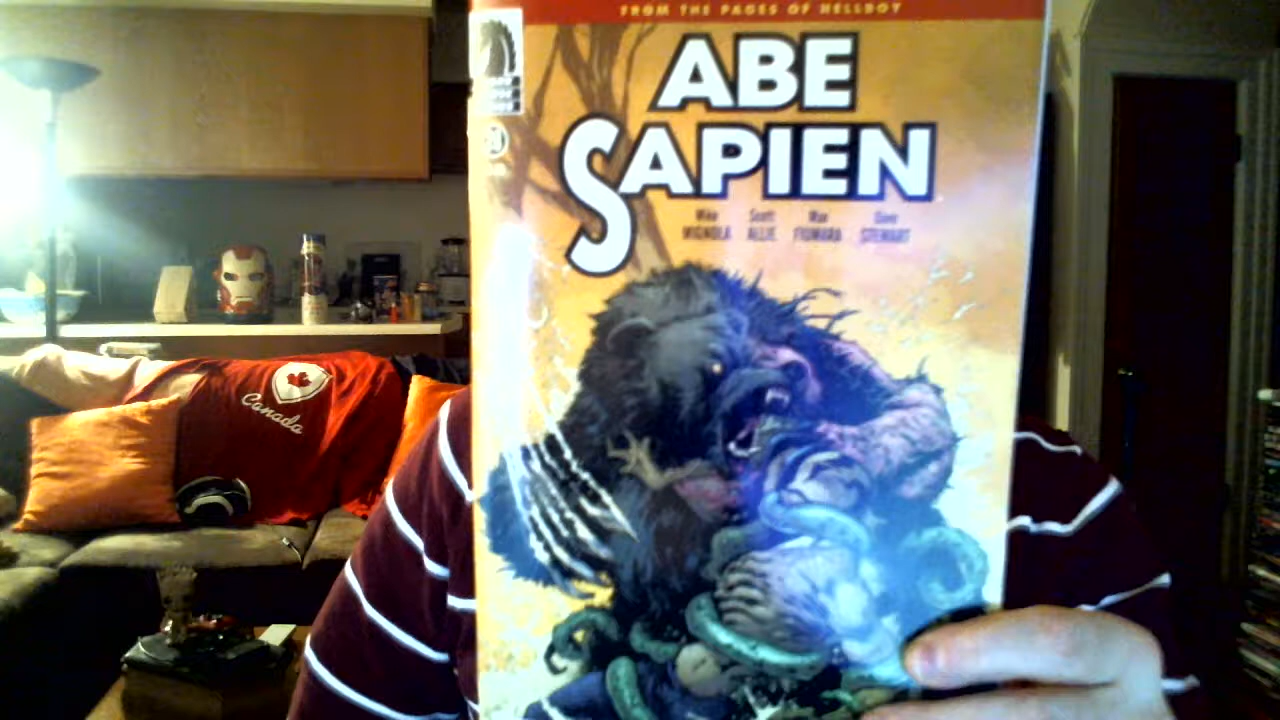 FROM THE PAGES OF HELLBOY
ABE
SAPIEN
Mike Scott Max Dave
MIGNOLA ALLIE FIUMARA STEWART
Canada